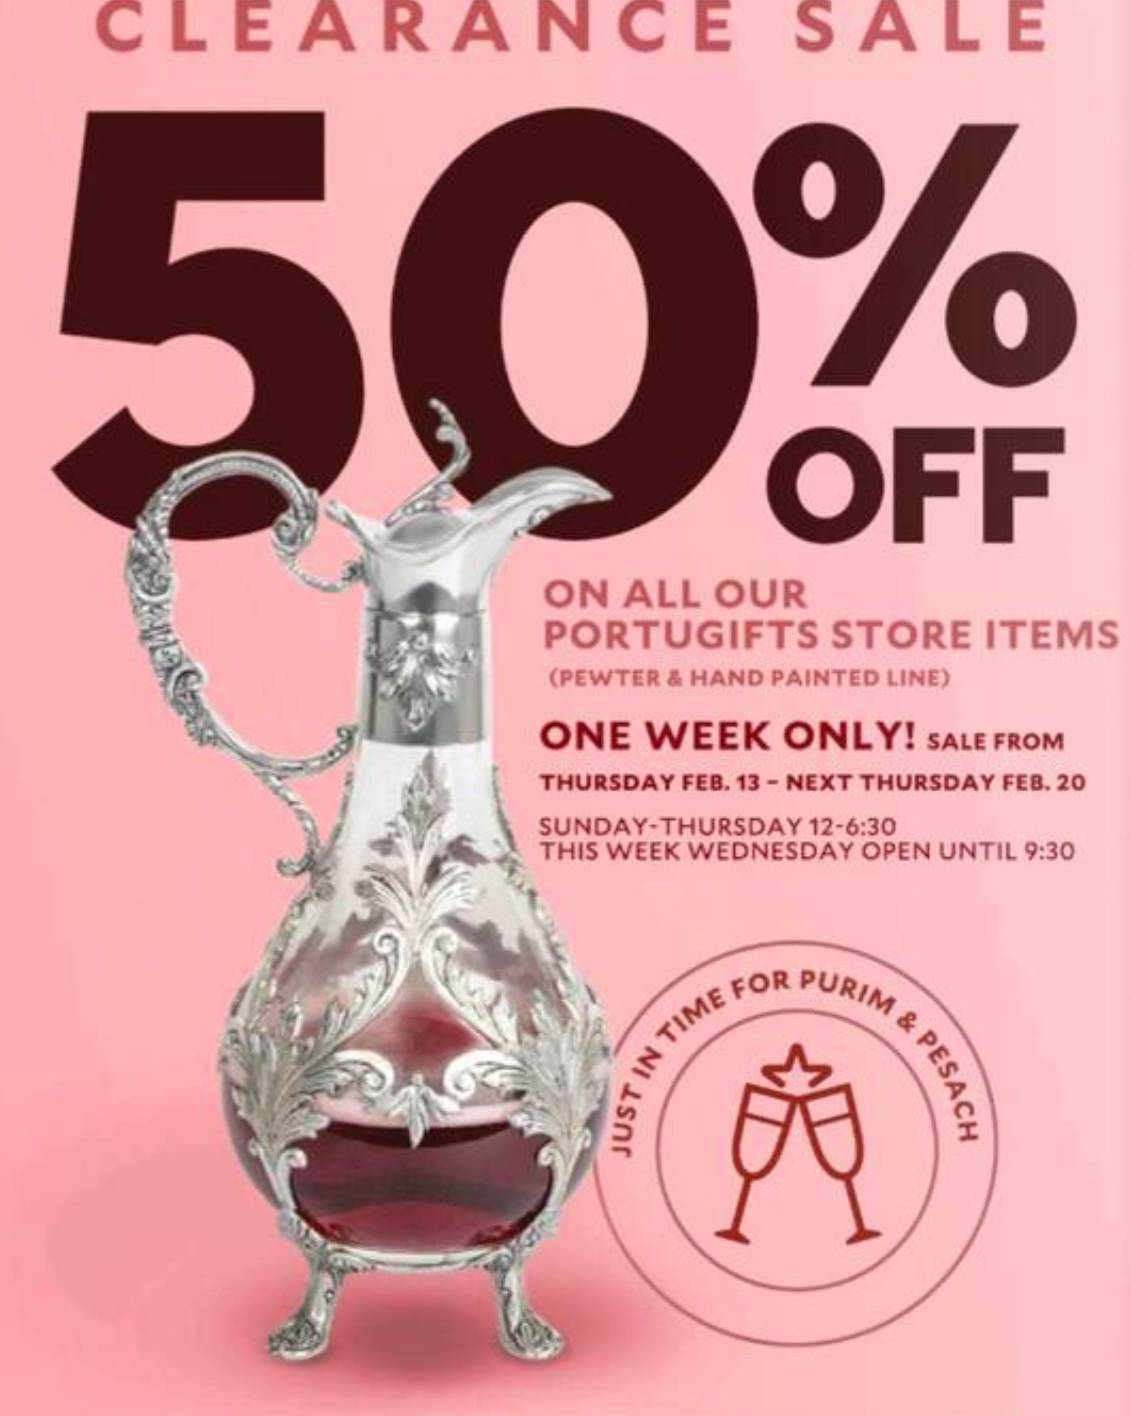 CLEARANCE SALE
50%
OFF
ON ALL OUR
PORTUGIFTS STORE ITEMS
(PEWTER & HAND PAINTED LINE)
ONE WEEK ONLY! SALE FROM
THURSDAY FEB. 13 – NEXT THURSDAY FEB. 20
SUNDAY-THURSDAY 12-6:30
THIS WEEK WEDNESDAY OPEN UNTIL 9:30
JUST IN TIME FOR PURIM & PESACH